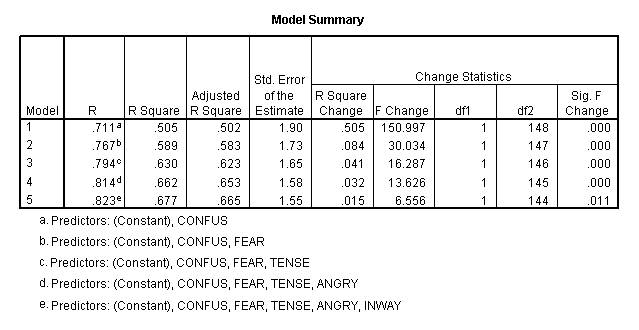 Model Summary
Change Statistics
Model R R Square Adjusted R Square Std. Error of the Estimate R Square Change F Change df1 df2 Sig. F Change
1 .711a .505 .502 1.90 .505 150.997 1 148 .000
2 .767b .589 .583 1.73 .084 30.034 1 147 .000
3 .794c .630 .623 1.65 .041 16.287 1 146 .000
4 .814d .662 .653 1.58 .032 13.626 1 145 .000
5 .823e .677 .665 1.55 .015 6.556 1 144 .011
a. Predictors: (Constant), CONFUS
b. Predictors: (Constant), CONFUS, FEAR
c. Predictors: (Constant), CONFUS, FEAR, TENSE
d. Predictors: (Constant), CONFUS, FEAR, TENSE, ANGRY
e. Predictors: (Constant), CONFUS, FEAR, TENSE, ANGRY, INWAY